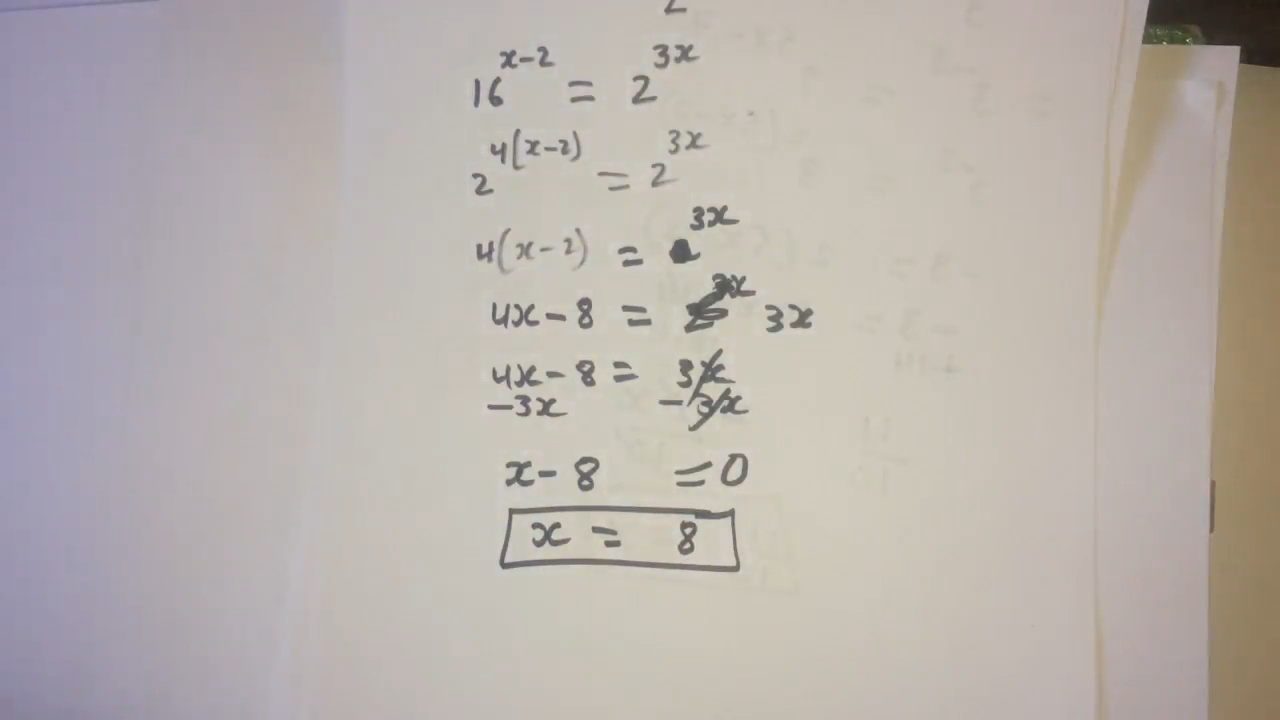 16^{x-2} = 2^{3x}
2^{4(x-2)} = 2^{3x}
4(x-2) = ^{3x}
4x - 8 = 3x
4x - 8 = 3x
-3x - 3x
x - 8 = 0
x = 8